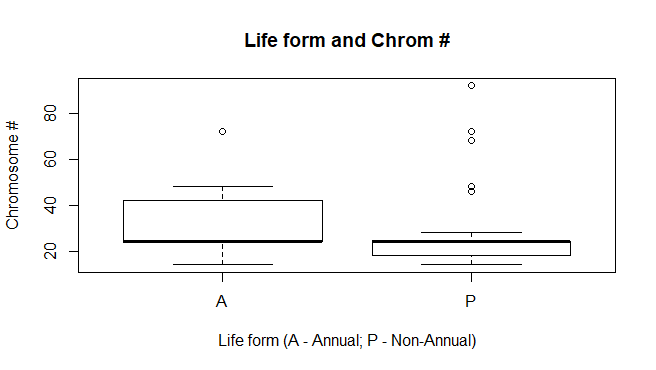 Life form and Chrom #
Chromosome #
80
60
40
20
A P
Life form (A - Annual; P - Non-Annual)